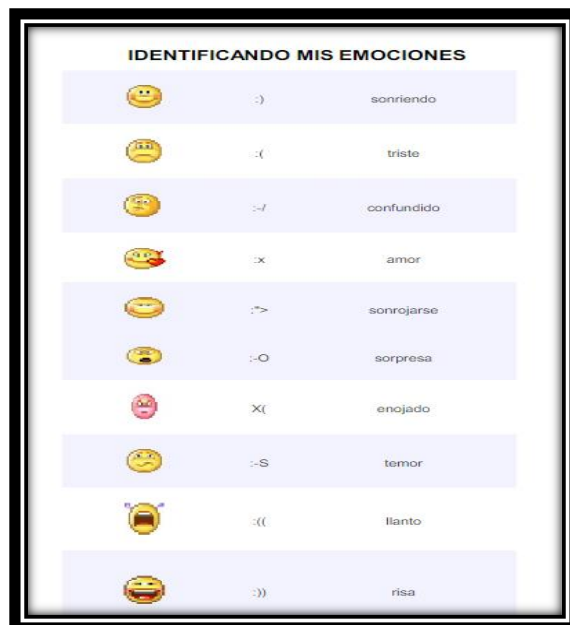 IDENTIFICANDO MIS EMOCIONES
:) sonriendo
:( triste
:-/ confundido
:x amor
:"> sonrojarse
:-O sorpresa
X( enojado
:-S temor
:(( llanto
:)) risa